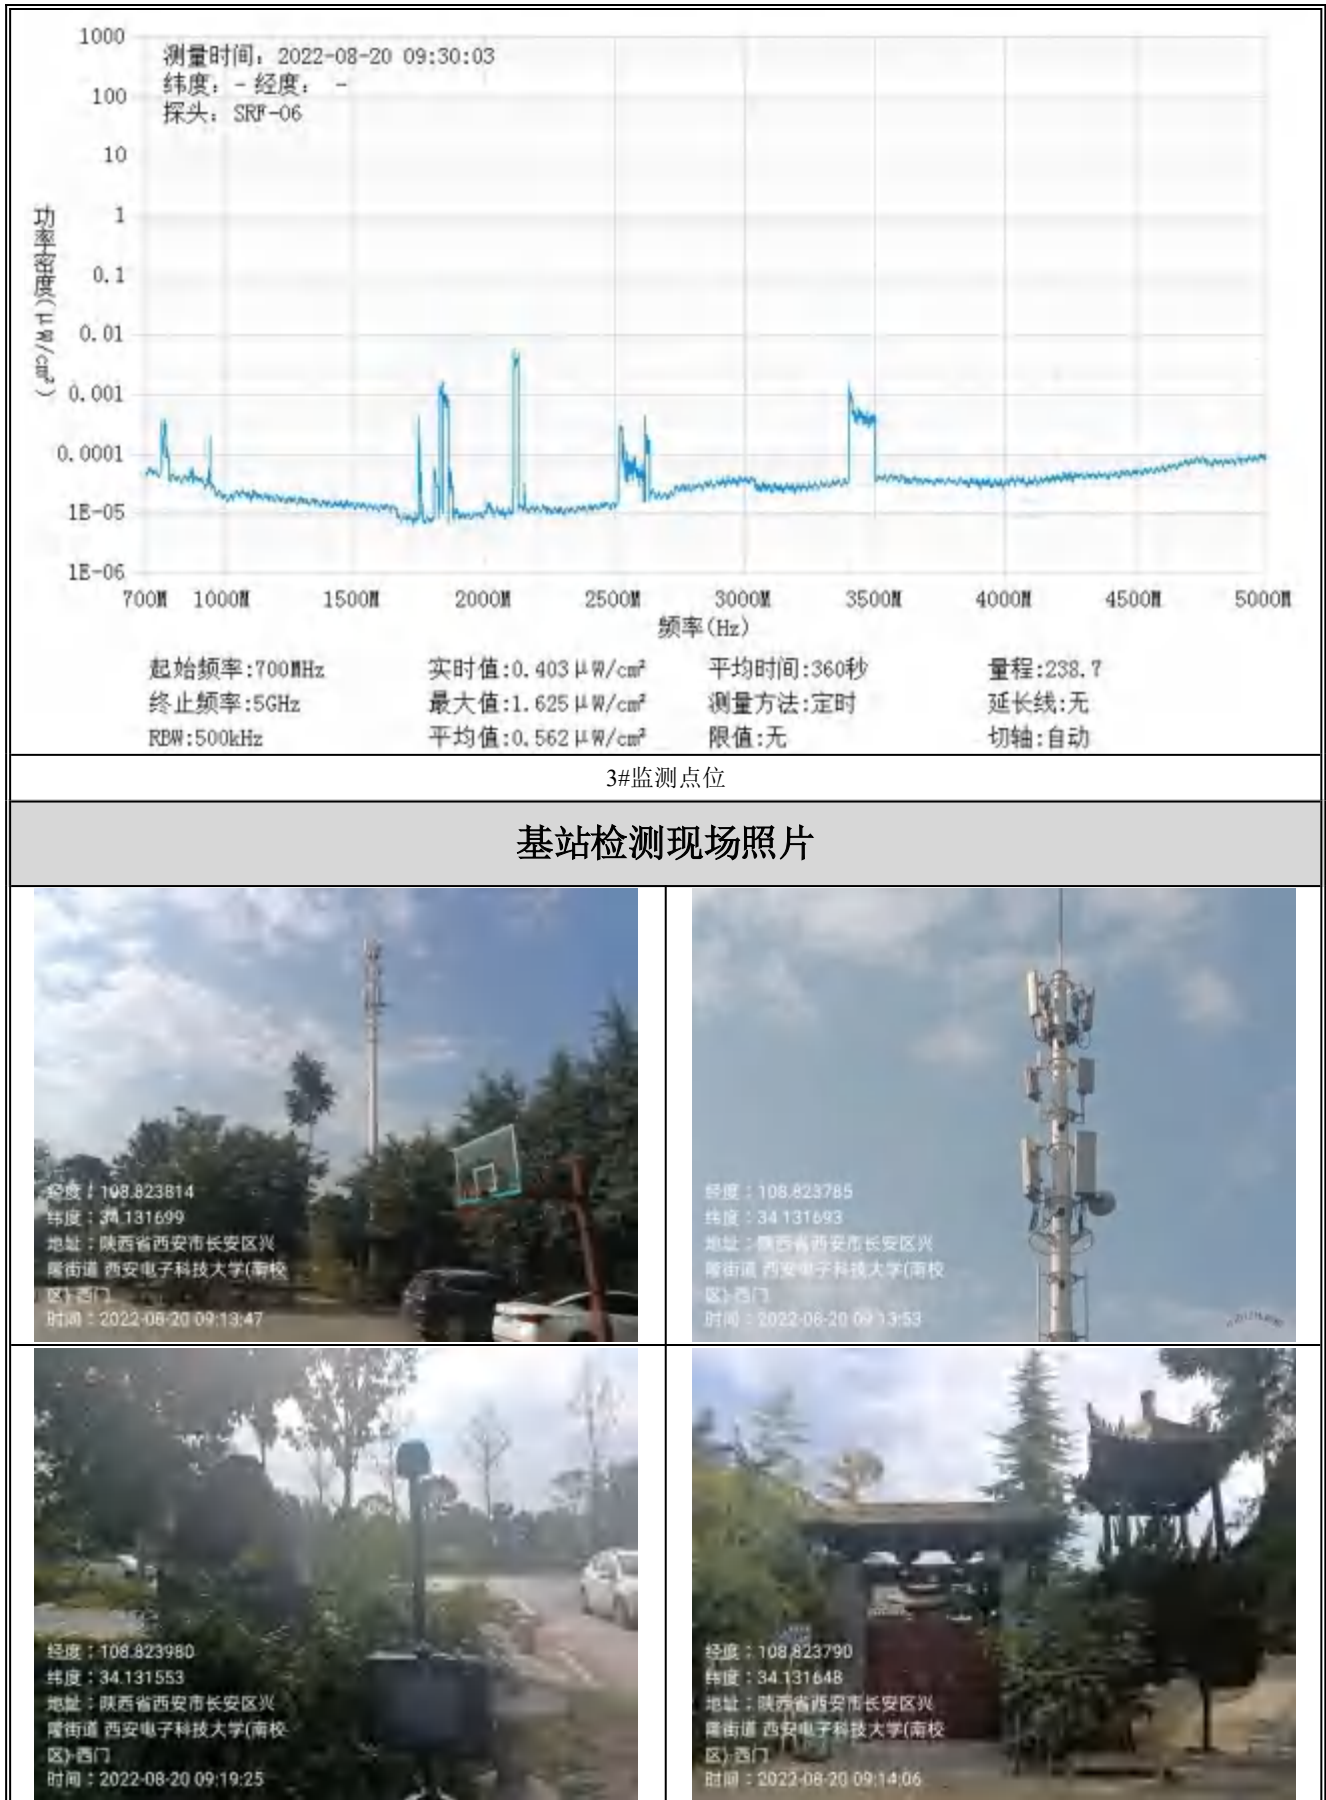 1000
测量时间：2022-08-20 09:30:03
纬度：- 经度： -
100
探头：SRF-06
10
1
0.1
0.01
0.001
0.0001
1E-05
1E-06
功率密度(μW/cm²)
700M 1000M 1500M 2000M 2500M 3000M 3500M 4000M 4500M 5000M
频率(Hz)
起始频率:700MHz 实时值:0.403μW/cm² 平均时间:360秒 量程:238.7
终止频率:5GHz 最大值:1.625μW/cm² 测量方法:定时 延长线:无
RBW:500kHz 平均值:0.562μW/cm² 限值:无 切轴:自动
3#监测点位
基站检测现场照片
经度：108.823814
纬度：34.131699
地址：陕西省西安市长安区兴
隆街道 西安电子科技大学(南校
区)-西门
时间：2022-08-20 09:13:47
经度：108.823785
纬度：34.131693
地址：陕西省西安市长安区兴
隆街道 西安电子科技大学(南校
区)-西门
时间：2022-08-20 09:13:53
经度：108.823980
纬度：34.131553
地址：陕西省西安市长安区兴
隆街道 西安电子科技大学(南校
区)-西门
时间：2022-08-20 09:19:25
经度：108.823790
纬度：34.131648
地址：陕西省西安市长安区兴
隆街道 西安电子科技大学(南校
区)-西门
时间：2022-08-20 09:14:06